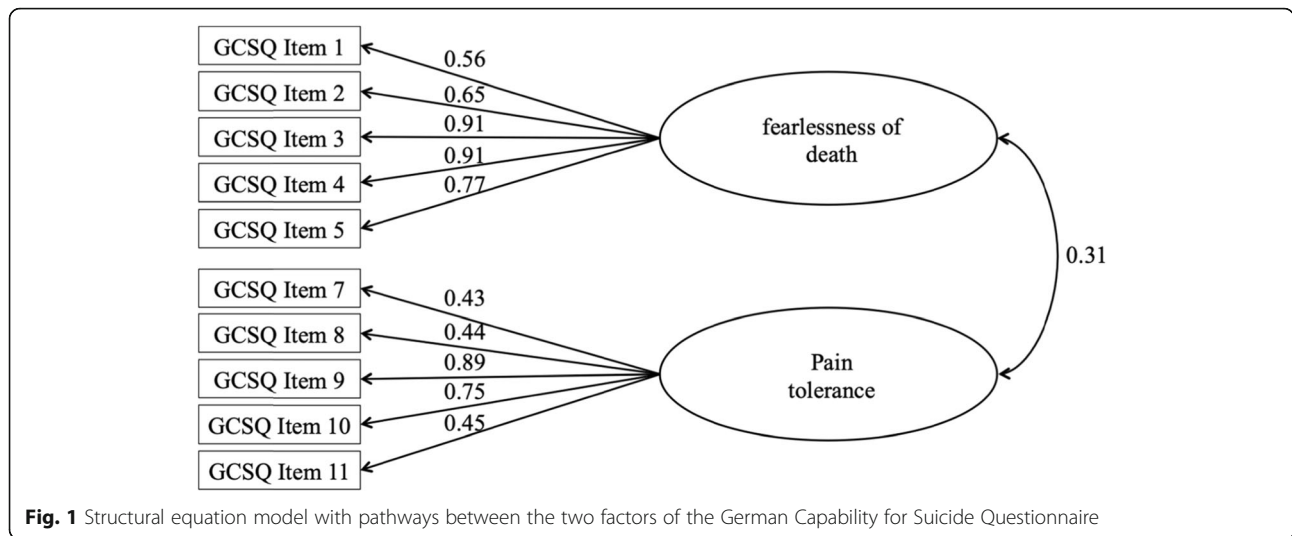 GCSQ Item 1
GCSQ Item 2
GCSQ Item 3
GCSQ Item 4
GCSQ Item 5
0.56
0.65
0.91
0.91
0.77
fearlessness of
death
0.31
GCSQ Item 7
GCSQ Item 8
GCSQ Item 9
GCSQ Item 10
GCSQ Item 11
0.43
0.44
0.89
0.75
0.45
Pain
tolerance
Fig. 1 Structural equation model with pathways between the two factors of the German Capability for Suicide Questionnaire